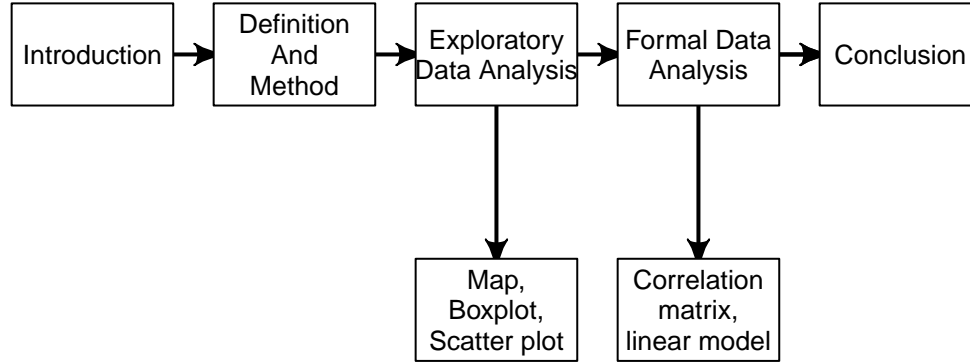 Introduction
Definition
And
Method
Exploratory
Data Analysis
Formal Data
Analysis
Conclusion
Map,
Boxplot,
Scatter plot
Correlation
matrix,
linear model